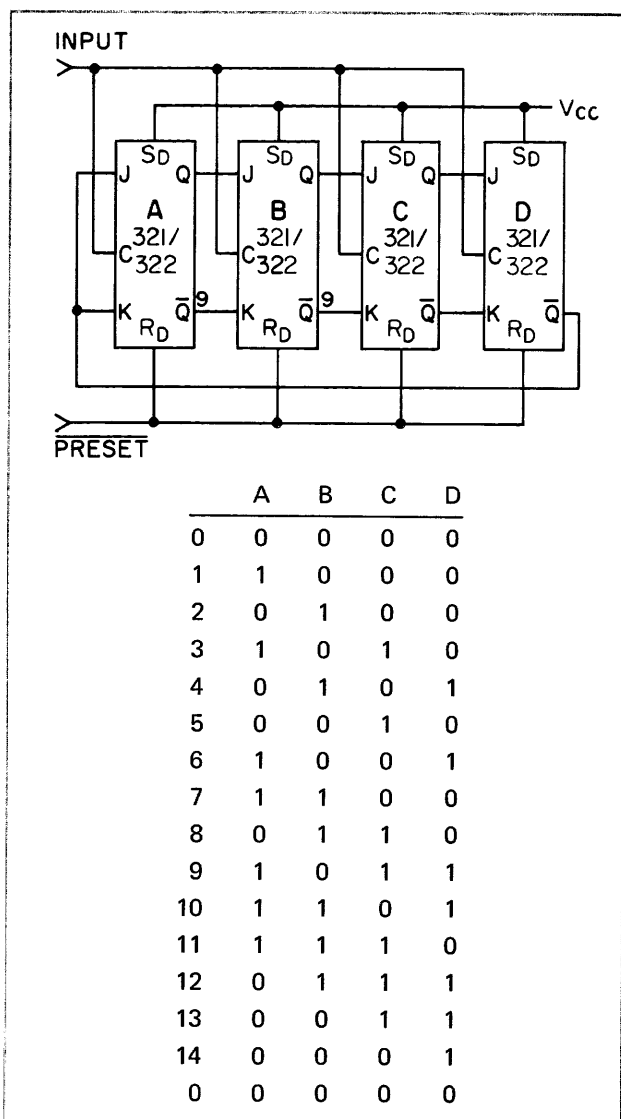 INPUT
VCC
SD SD SD SD
J Q J Q J Q J
A B C D
C 321/322 C 321/322 C 321/322 C 321/322
K Q̅ 9 K Q̅ 9 K Q̅ K Q̅
RD RD RD RD
P̅R̅E̅S̅E̅T̅
A B C D
0 0 0 0 0
1 1 0 0 0
2 0 1 0 0
3 1 0 1 0
4 0 1 0 1
5 0 0 1 0
6 1 0 0 1
7 1 1 0 0
8 0 1 1 0
9 1 0 1 1
10 1 1 0 1
11 1 1 1 0
12 0 1 1 1
13 0 0 1 1
14 0 0 0 1
0 0 0 0 0